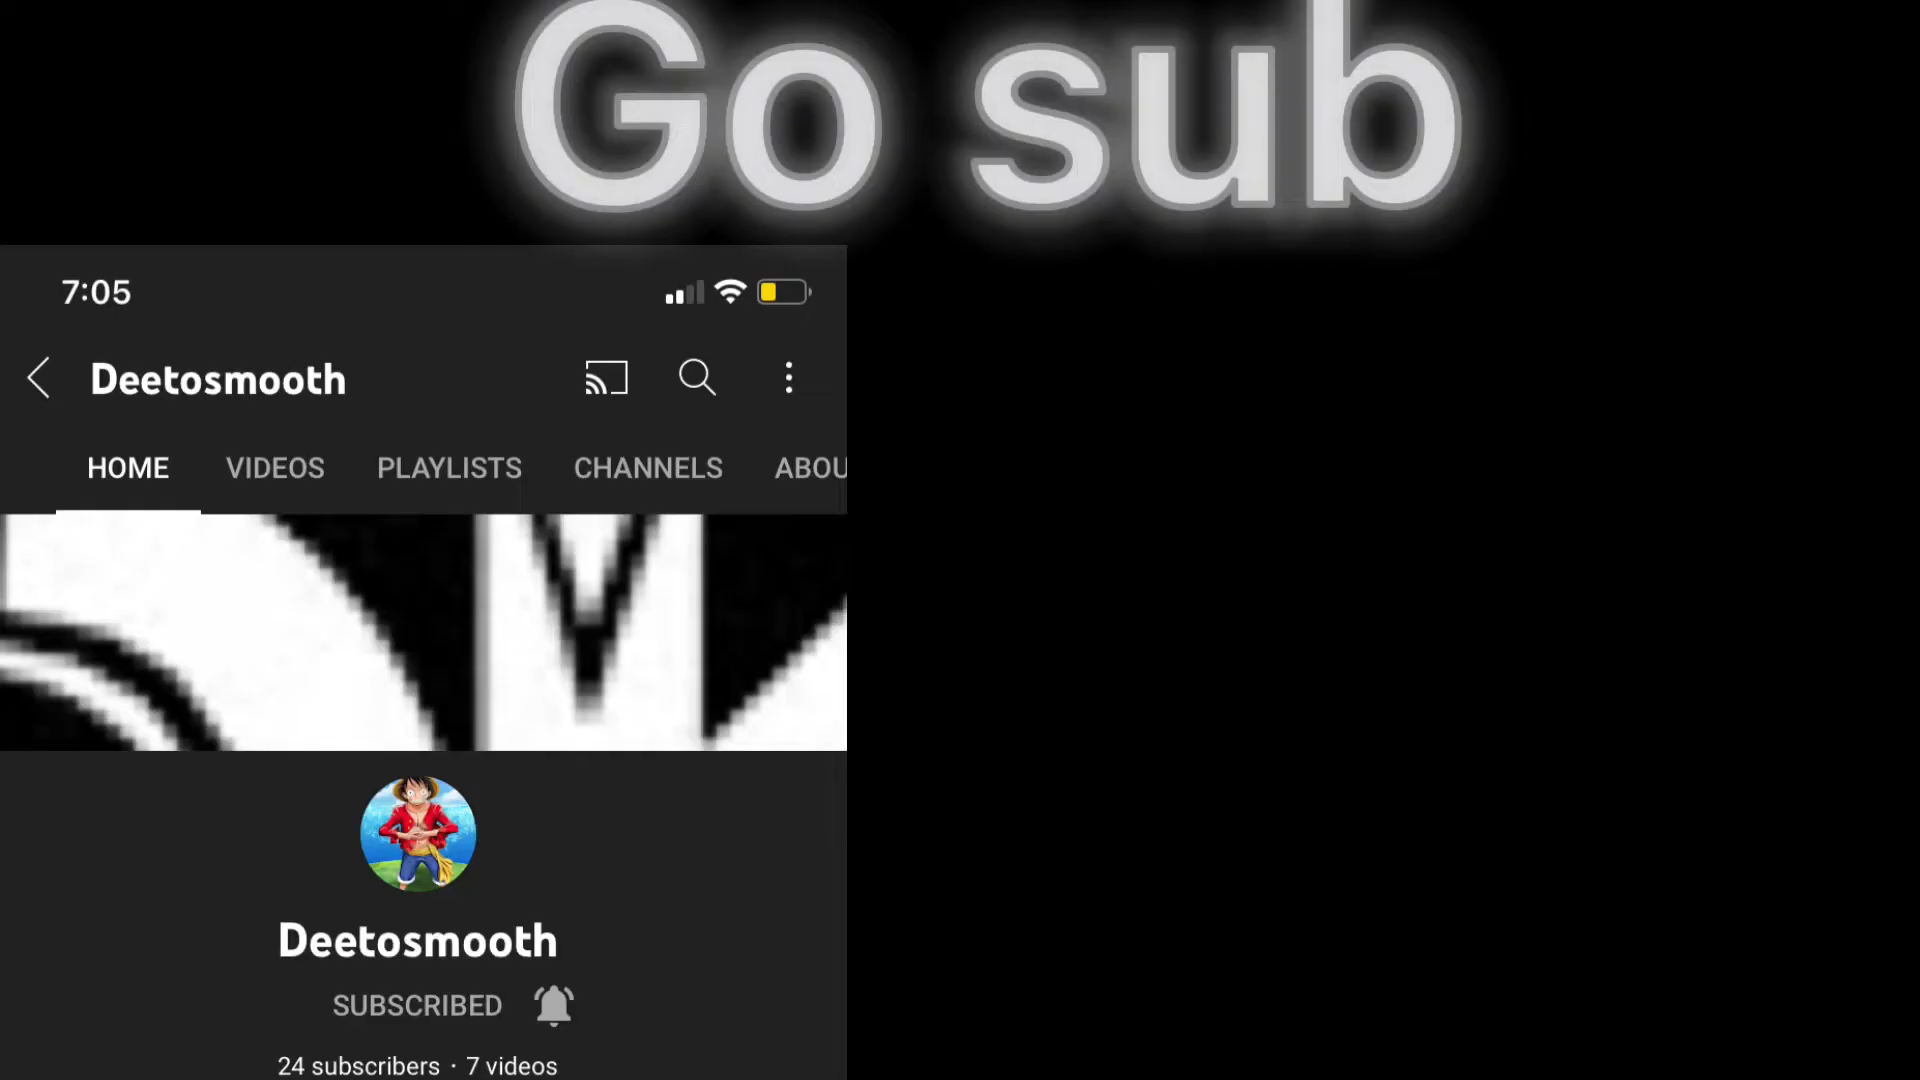 Go sub
7:05
Deetosmooth
HOME VIDEOS PLAYLISTS CHANNELS ABOU
Deetosmooth
SUBSCRIBED
24 subscribers · 7 videos